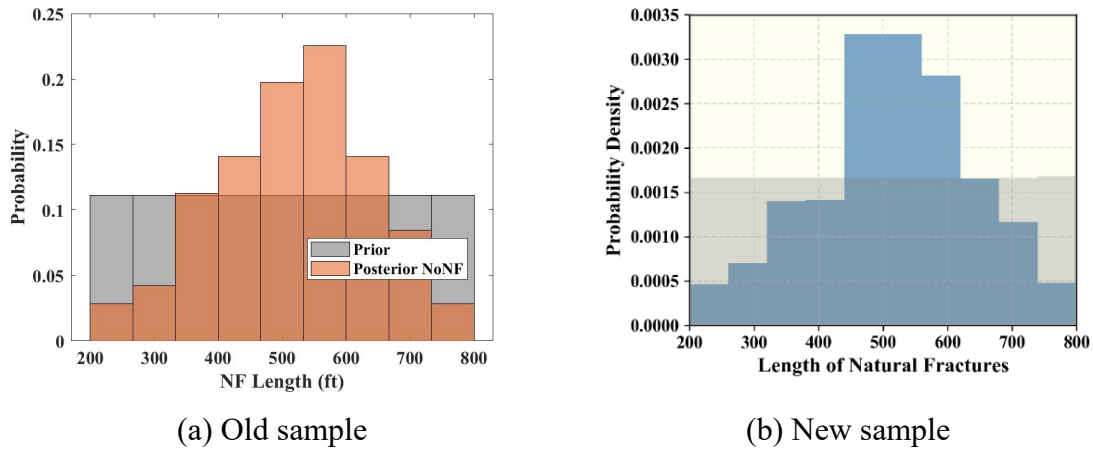 0.25
0.2
0.15
0.1
0.05
0
Probability
200 300 400 500 600 700 800
NF Length (ft)
Prior
Posterior NoNF
(a) Old sample
0.0035
0.0030
0.0025
0.0020
0.0015
0.0010
0.0005
0.0000
Probability Density
200 300 400 500 600 700 800
Length of Natural Fractures
(b) New sample